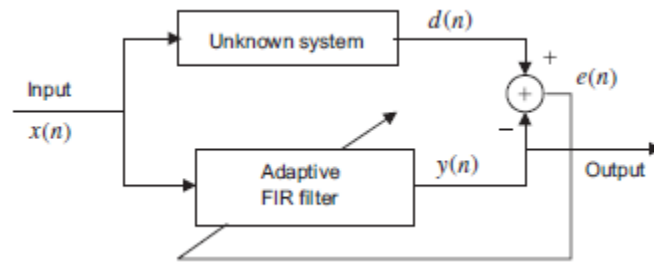 Unknown system
d(n)
+
e(n)
Input
x(n)
+
−
Adaptive
FIR filter
y(n)
Output